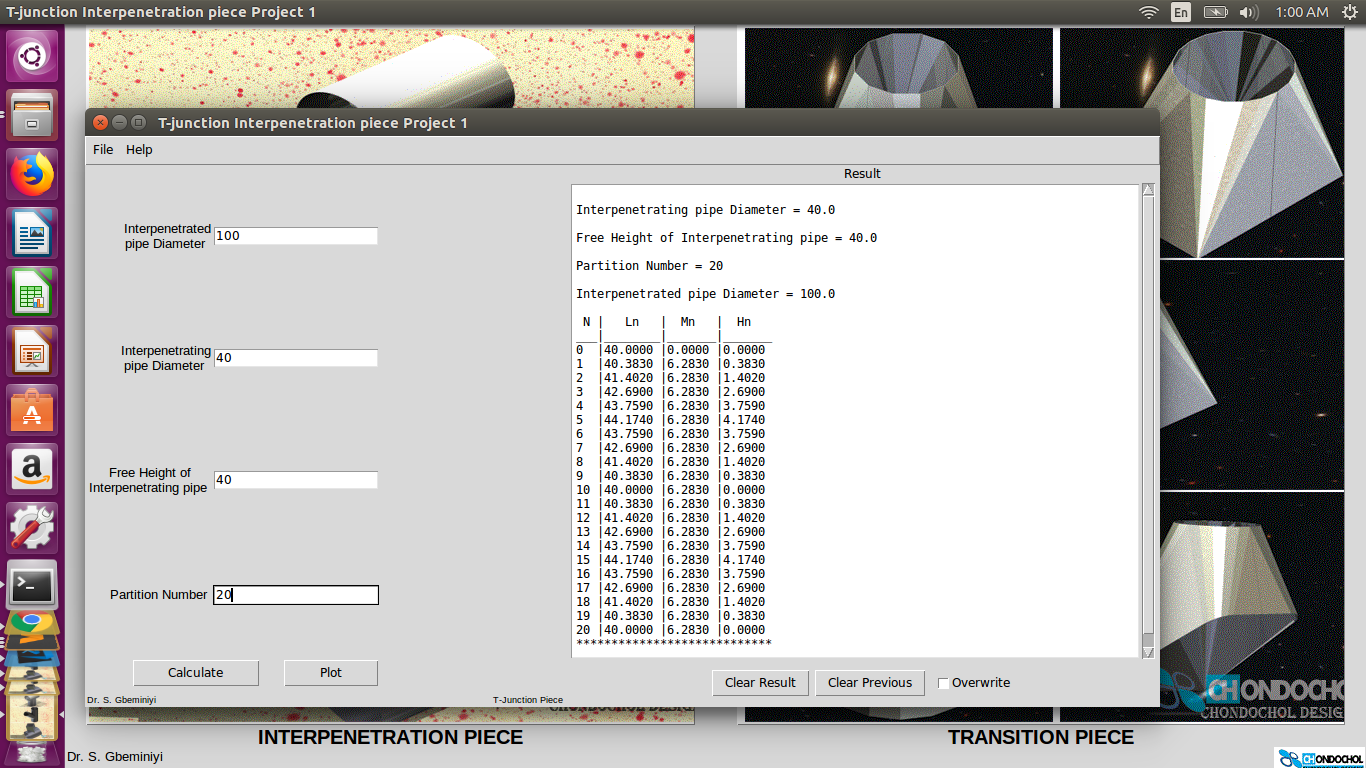 T-junction Interpenetration piece Project 1
En
1:00 AM
T-junction Interpenetration piece Project 1
File Help
Result
Interpenetrated
pipe Diameter
100
Interpenetrating
pipe Diameter
40
Free Height of
Interpenetrating pipe
40
Partition Number
20
Calculate
Plot
Interpenetrating pipe Diameter = 40.0
Free Height of Interpenetrating pipe = 40.0
Partition Number = 20
Interpenetrated pipe Diameter = 100.0
N | Ln | Mn | Hn
___|________|_______|_______
0 |40.0000 |0.0000 |0.0000
1 |40.3830 |6.2830 |0.3830
2 |41.4020 |6.2830 |1.4020
3 |42.6900 |6.2830 |2.6900
4 |43.7590 |6.2830 |3.7590
5 |44.1740 |6.2830 |4.1740
6 |43.7590 |6.2830 |3.7590
7 |42.6900 |6.2830 |2.6900
8 |41.4020 |6.2830 |1.4020
9 |40.3830 |6.2830 |0.3830
10 |40.0000 |6.2830 |0.0000
11 |40.3830 |6.2830 |0.3830
12 |41.4020 |6.2830 |1.4020
13 |42.6900 |6.2830 |2.6900
14 |43.7590 |6.2830 |3.7590
15 |44.1740 |6.2830 |4.1740
16 |43.7590 |6.2830 |3.7590
17 |42.6900 |6.2830 |2.6900
18 |41.4020 |6.2830 |1.4020
19 |40.3830 |6.2830 |0.3830
20 |40.0000 |6.2830 |0.0000
****************************
Clear Result
Clear Previous
Overwrite
Dr. S. Gbeminiyi
T-Junction Piece
CHONDOCHOL DESIG
CHONDOCHOL
CHONDOCHOL DESIG
INTERPENETRATION PIECE
TRANSITION PIECE
Dr. S. Gbeminiyi
CHONDOCHOL